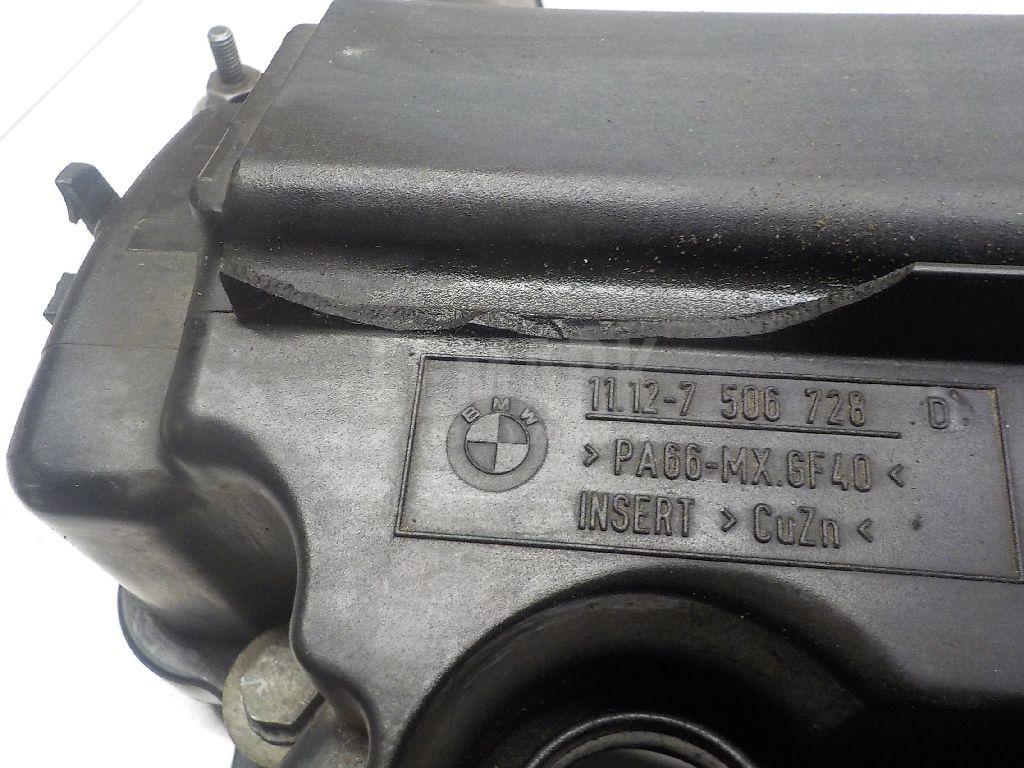 BMW
11.12-7 506 728 .D
> PA66-MX.GF40 <
INSERT > CuZn <